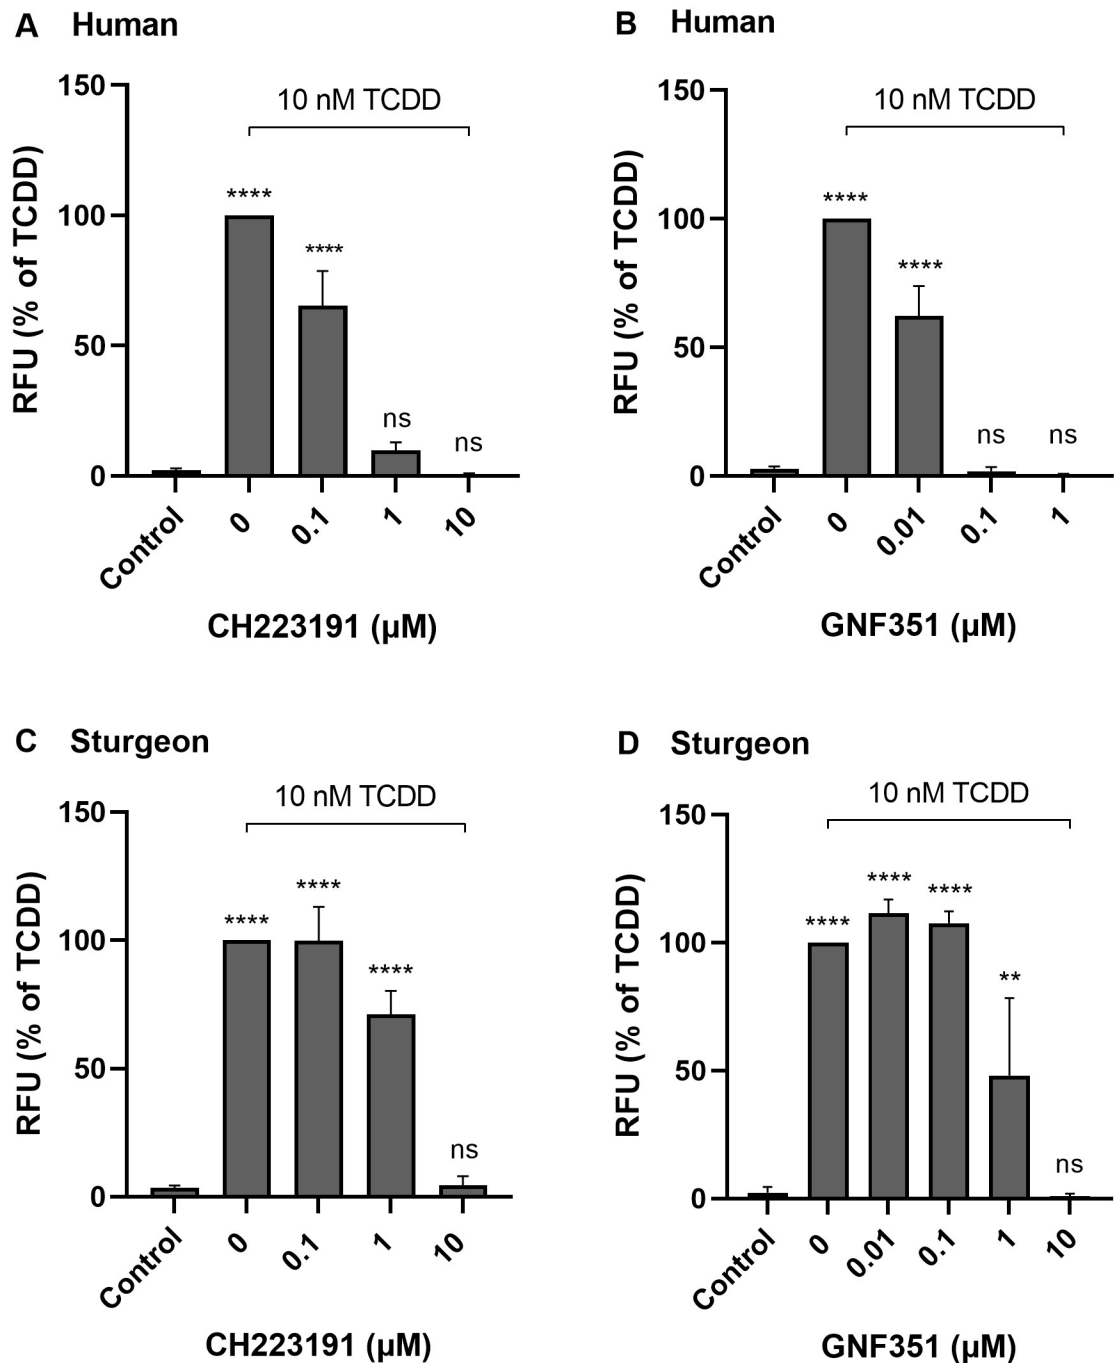 A Human
10 nM TCDD
RFU (% of TCDD)
150
100
50
0
****
****
ns
ns
Control
0
0.1
1
10
CH223191 (µM)
B Human
10 nM TCDD
RFU (% of TCDD)
150
100
50
0
****
****
ns
ns
Control
0
0.01
0.1
1
GNF351 (µM)
C Sturgeon
10 nM TCDD
RFU (% of TCDD)
150
100
50
0
****
****
****
ns
Control
0
0.1
1
10
CH223191 (µM)
D Sturgeon
10 nM TCDD
RFU (% of TCDD)
150
100
50
0
****
****
****
**
ns
Control
0
0.01
0.1
1
10
GNF351 (µM)